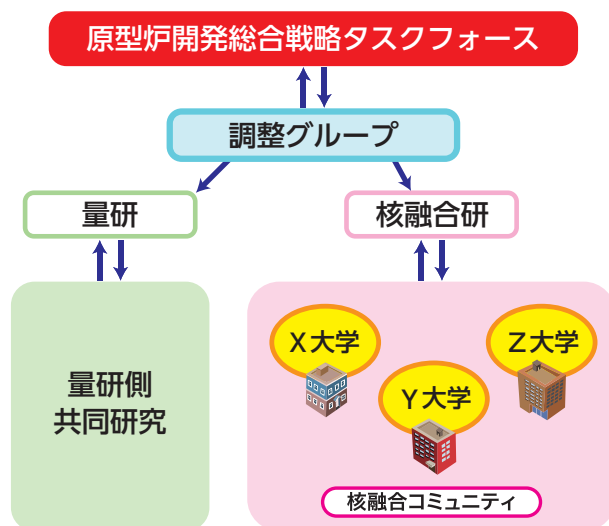 原型炉開発総合戦略タスクフォース
調整グループ
量研
核融合研
量研側
共同研究
X大学
Z大学
Y大学
核融合コミュニティ